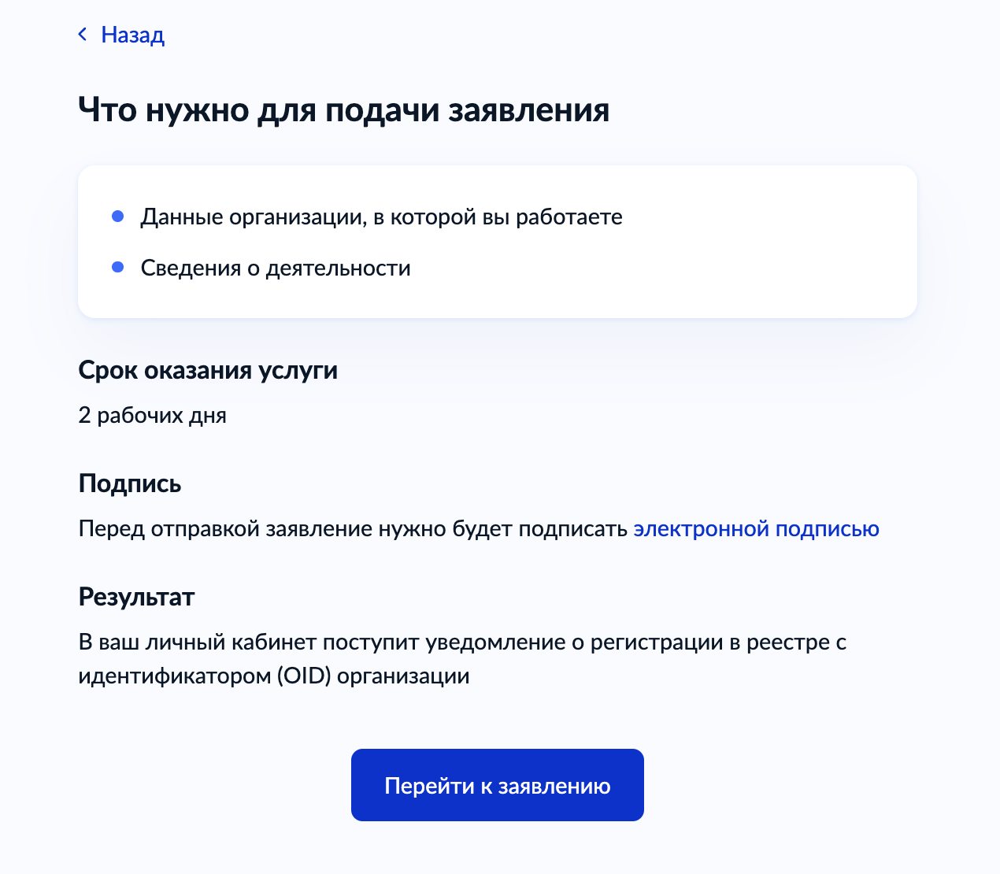 Назад
Что нужно для подачи заявления
Данные организации, в которой вы работаете
Сведения о деятельности
Срок оказания услуги
2 рабочих дня
Подпись
Перед отправкой заявление нужно будет подписать электронной подписью
Результат
В ваш личный кабинет поступит уведомление о регистрации в реестре с
идентификатором (OID) организации
Перейти к заявлению